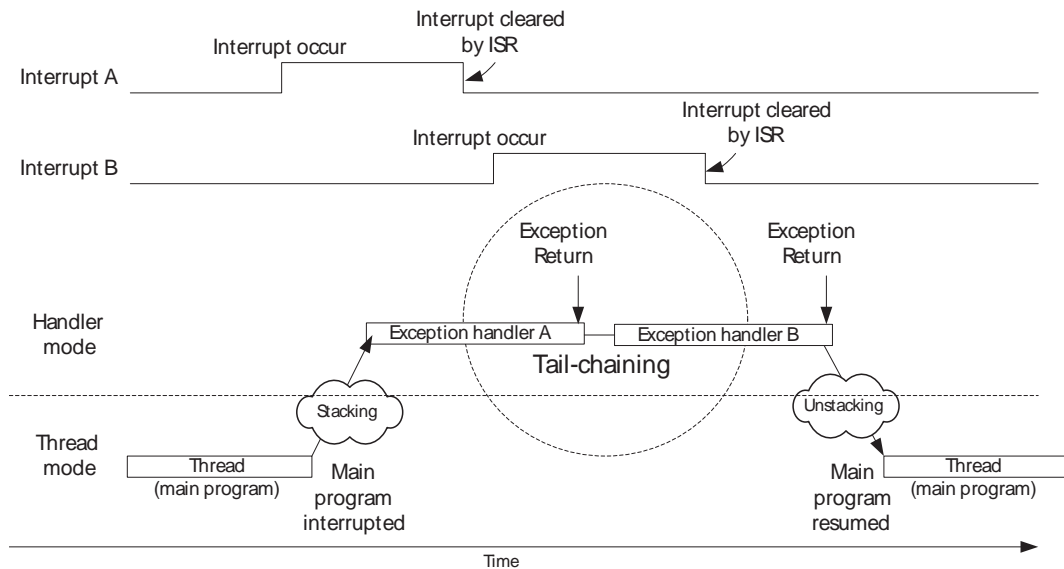 Interrupt cleared
by ISR
Interrupt occur
Interrupt A
Interrupt cleared
by ISR
Interrupt occur
Interrupt B
Exception
Return
Exception
Return
Handler
mode
Exception handler A
Exception handler B
Tail-chaining
Stacking
Unstacking
Thread
mode
Thread
(main program)
Main
program
interrupted
Main
program
resumed
Thread
(main program)
Time